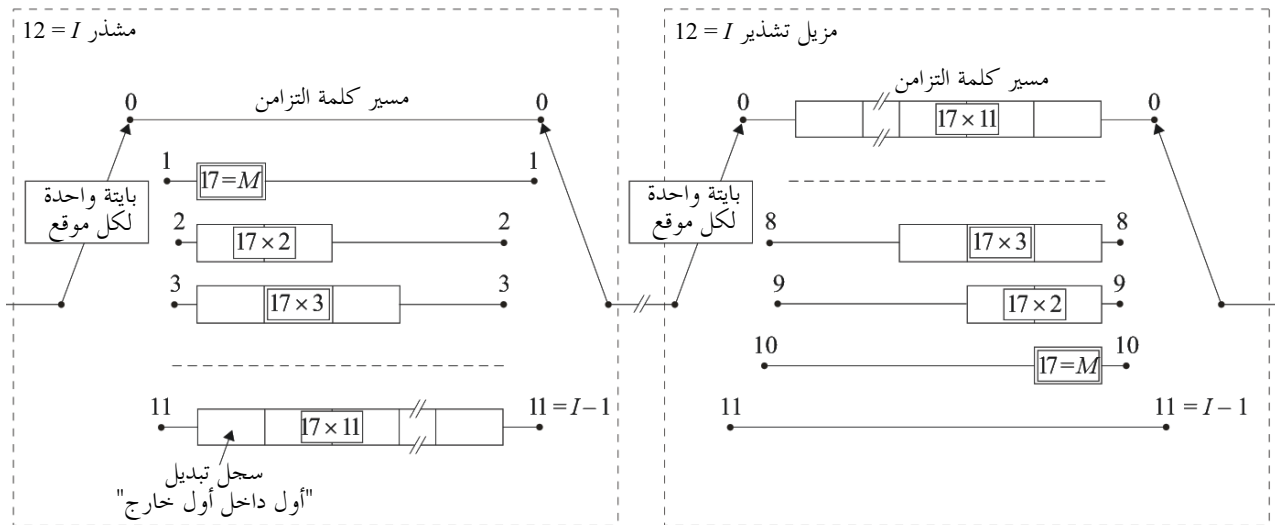 مشذر I = 12
مسير كلمة التزامن
0
0
1
17=M
1
بايتة واحدة
لكل موقع
2
17 × 2
2
3
17 × 3
3
11
17 × 11
11 = I – 1
سجل تبديل
"أول داخل أول خارج"
مزيل تشذير I = 12
مسير كلمة التزامن
0
17 × 11
0
بايتة واحدة
لكل موقع
8
17 × 3
8
9
17 × 2
9
10
17=M
10
11
11 = I – 1